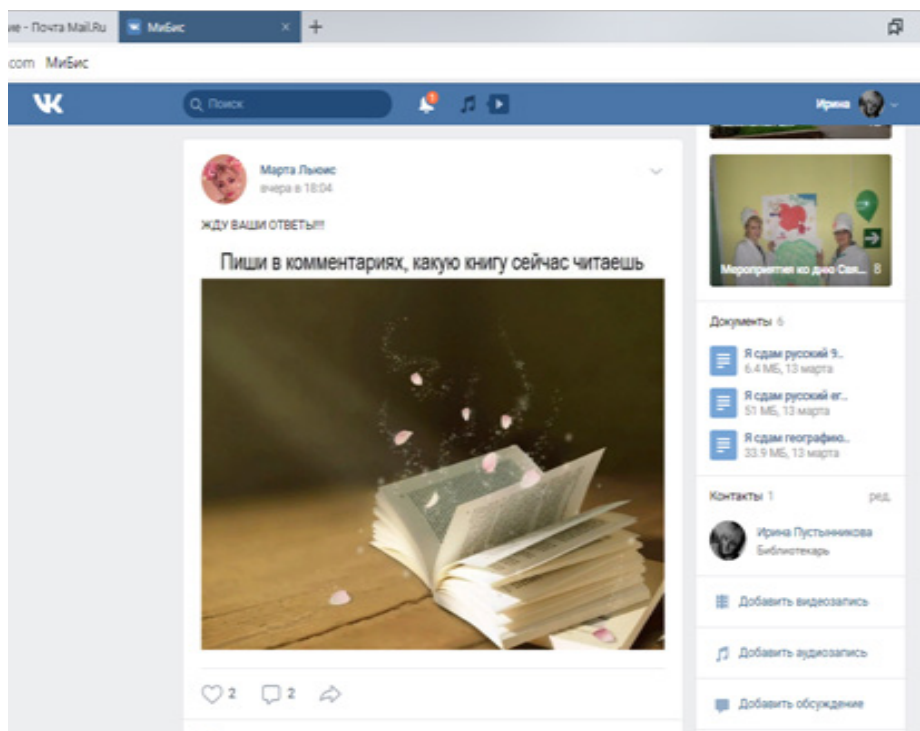 ие - Почта Mail.Ru
МиБис
com МиБис
Поиск
1
Ирина
Марта Льюис
вчера в 18:04
ЖДУ ВАШИ ОТВЕТЫ!!!
Пиши в комментариях, какую книгу сейчас читаешь
2
2
Мероприятия ко дню Свя... 8
Документы 6
Я сдам русский 9..
6.4 МБ, 13 марта
Я сдам русский ег..
51 МБ, 13 марта
Я сдам географию..
33.9 МБ, 13 марта
Контакты 1 ред.
Ирина Пустынникова
Библиотекарь
Добавить видеозапись
Добавить аудиозапись
Добавить обсуждение